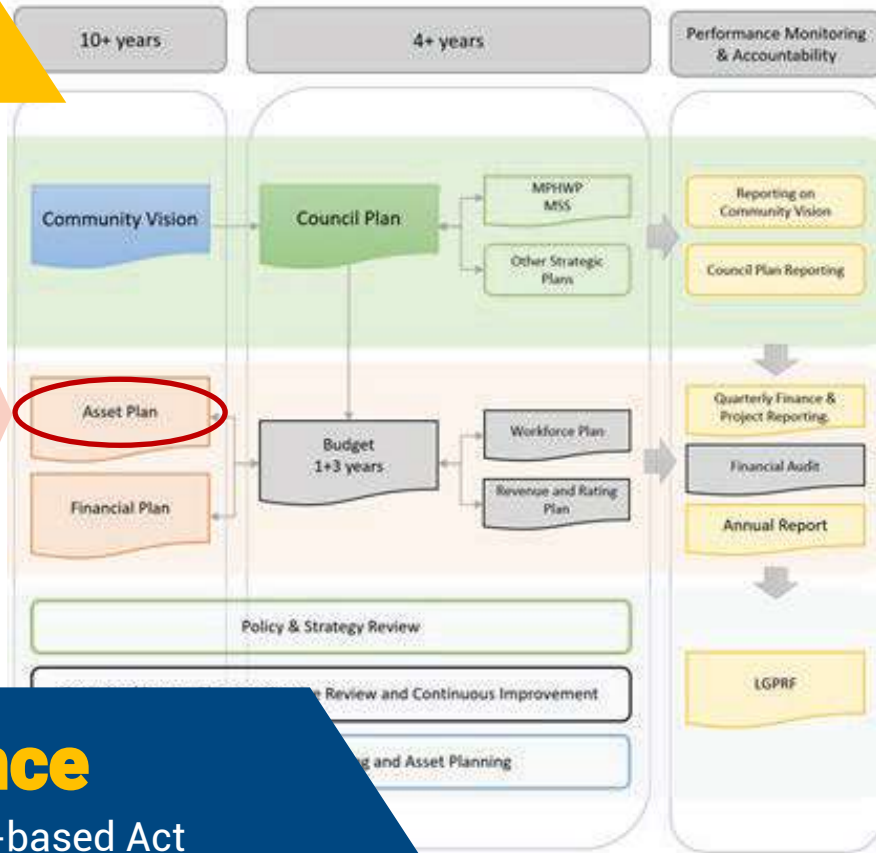 10+ years
4+ years
Performance Monitoring
& Accountability
Community Vision
Council Plan
MPHWP
MSS
Other Strategic
Plans
Reporting on
Community Vision
Council Plan Reporting
Asset Plan
Financial Plan
Budget
1+3 years
Workforce Plan
Revenue and Rating
Plan
Quarterly Finance &
Project Reporting.
Financial Audit
Annual Report
Policy & Strategy Review
Review and Continuous Improvement
and Asset Planning
LGPRF
-based Act